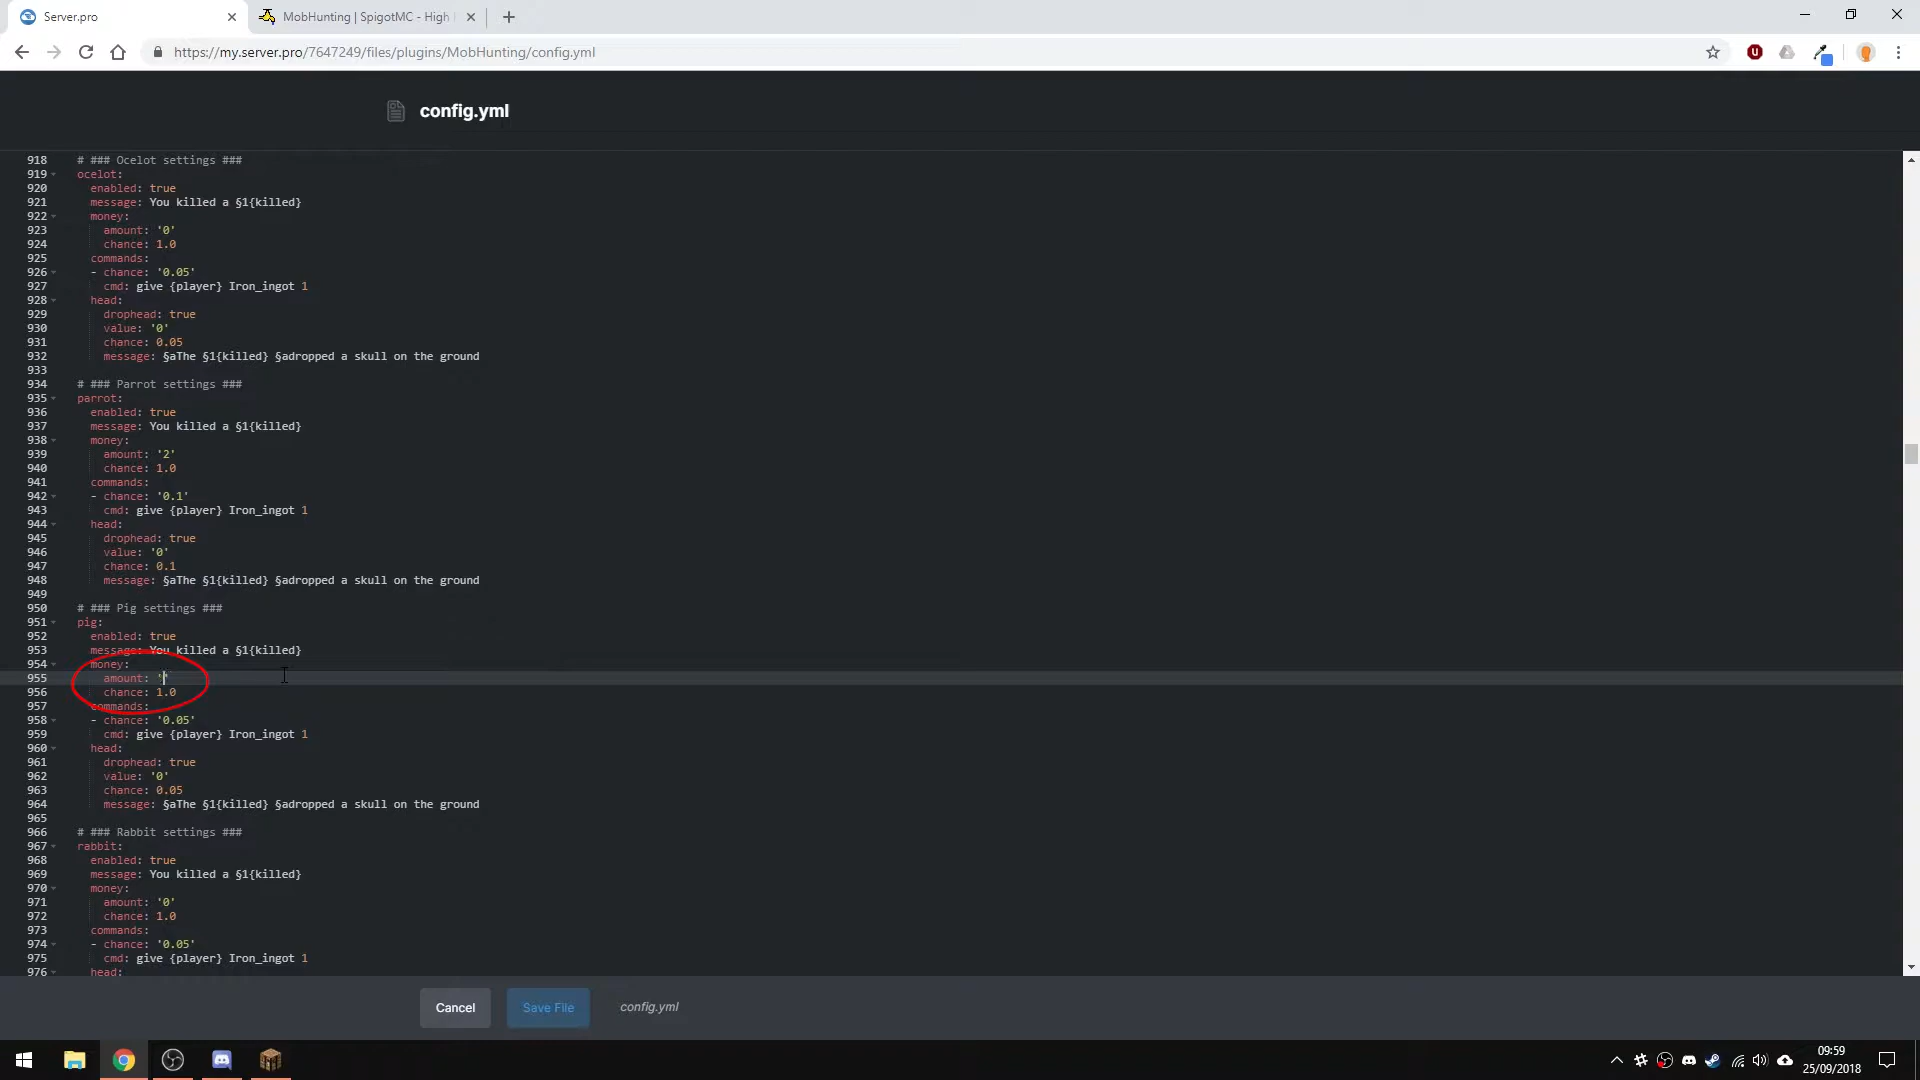 Server.pro
MobHunting | SpigotMC - High
https://my.server.pro/7647249/files/plugins/MobHunting/config.yml
config.yml
918 # ### Ocelot settings ###
919 ocelot:
920 enabled: true
921 message: You killed a §1{killed}
922 money:
923 amount: '0'
924 chance: 1.0
925 commands:
926 - chance: '0.05'
927 cmd: give {player} Iron_ingot 1
928 head:
929 drophead: true
930 value: '0'
931 chance: 0.05
932 message: §aThe §1{killed} §adropped a skull on the ground
933
934 # ### Parrot settings ###
935 parrot:
936 enabled: true
937 message: You killed a §1{killed}
938 money:
939 amount: '2'
940 chance: 1.0
941 commands:
942 - chance: '0.1'
943 cmd: give {player} Iron_ingot 1
944 head:
945 drophead: true
946 value: '0'
947 chance: 0.1
948 message: §aThe §1{killed} §adropped a skull on the ground
949
950 # ### Pig settings ###
951 pig:
952 enabled: true
953 message: You killed a §1{killed}
954 money:
955 amount: ''
956 chance: 1.0
957 commands:
958 - chance: '0.05'
959 cmd: give {player} Iron_ingot 1
960 head:
961 drophead: true
962 value: '0'
963 chance: 0.05
964 message: §aThe §1{killed} §adropped a skull on the ground
965
966 # ### Rabbit settings ###
967 rabbit:
968 enabled: true
969 message: You killed a §1{killed}
970 money:
971 amount: '0'
972 chance: 1.0
973 commands:
974 - chance: '0.05'
975 cmd: give {player} Iron_ingot 1
976 head:
Cancel
Save File
config.yml
09:59
25/09/2018